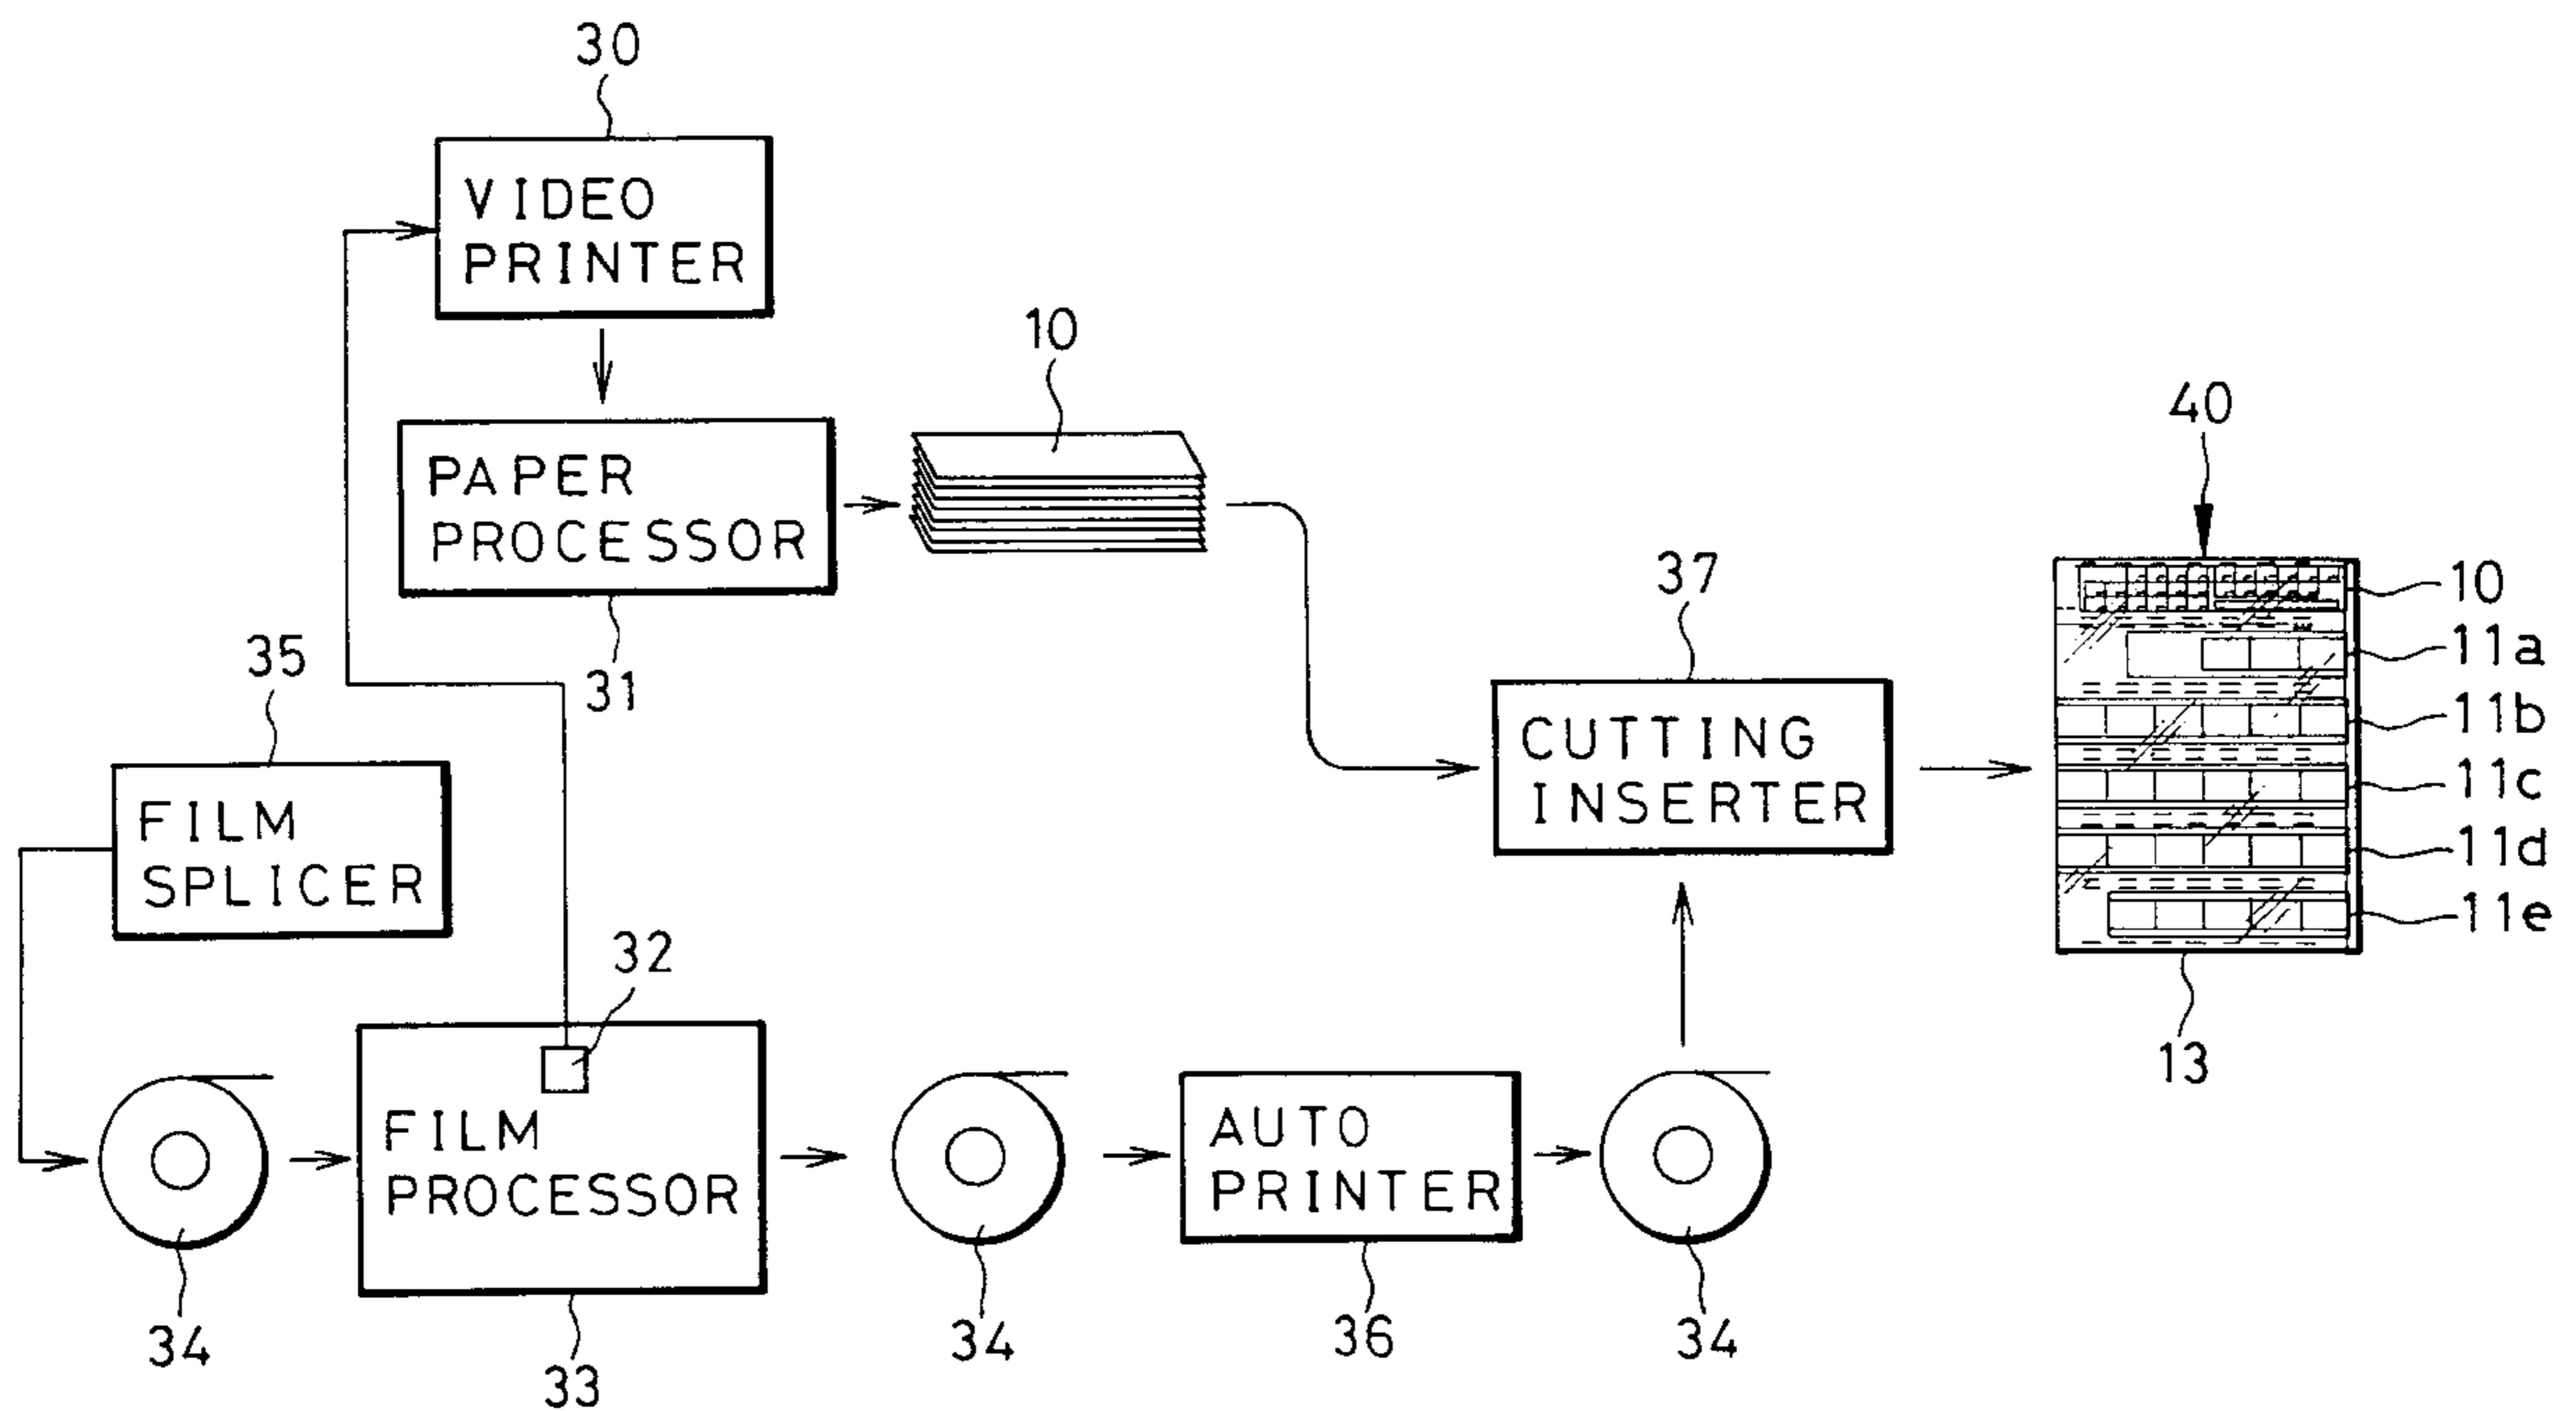 30
VIDEO
PRINTER
10
PAPER
PROCESSOR
31
40
37
CUTTING
INSERTER
10
11a
11b
11c
11d
11e
13
35
FILM
SPLICER
32
FILM
PROCESSOR
33
34
34
AUTO
PRINTER
36
34